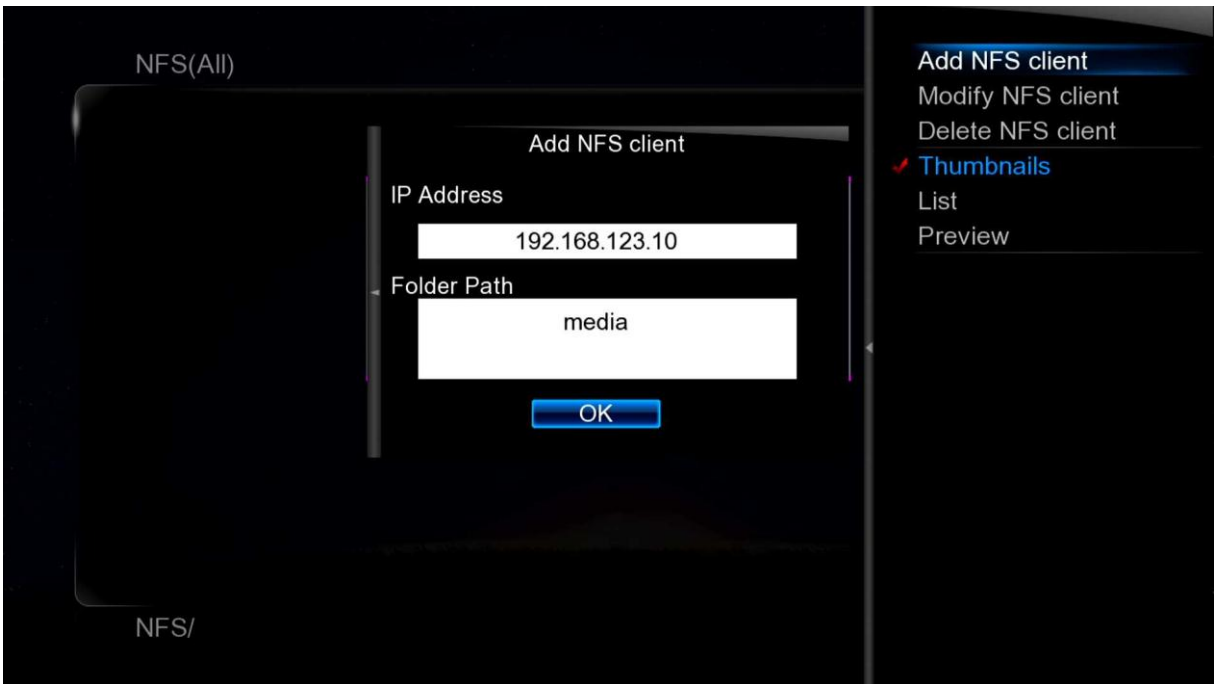 NFS(All)
Add NFS client
IP Address
192.168.123.10
Folder Path
media
OK
NFS/
Add NFS client
Modify NFS client
Delete NFS client
Thumbnails
List
Preview